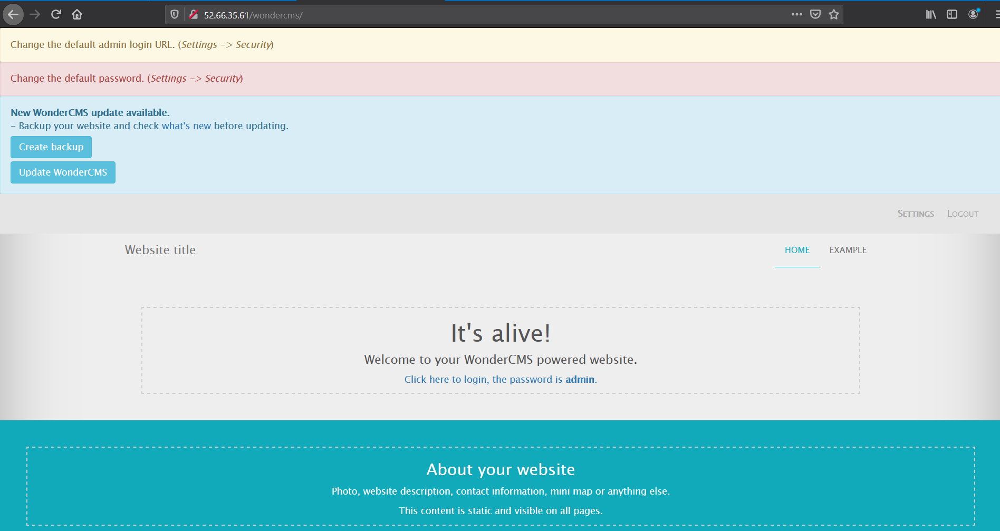 52.66.35.61/wondercms/
Change the default admin login URL. (Settings -> Security)
Change the default password. (Settings -> Security)
New WonderCMS update available.
- Backup your website and check what's new before updating.
Create backup
Update WonderCMS
SETTINGS LOGOUT
Website title HOME EXAMPLE
It's alive!
Welcome to your WonderCMS powered website.
Click here to login, the password is admin.
About your website
Photo, website description, contact information, mini map or anything else.
This content is static and visible on all pages.